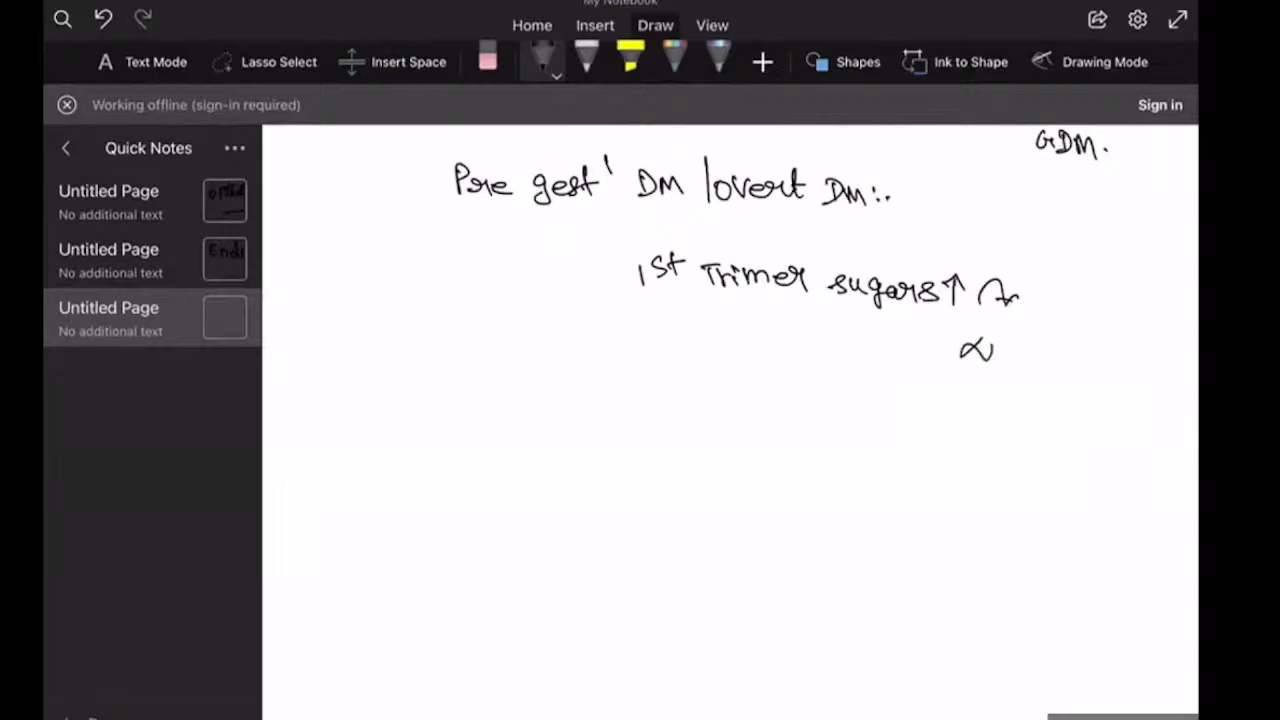 My Notebook
Home Insert Draw View
Text Mode Lasso Select Insert Space Shapes Ink to Shape Drawing Mode
Working offline (sign-in required) Sign in
Quick Notes
Untitled Page
No additional text
Untitled Page
No additional text
Untitled Page
No additional text
GDM.
Pre gest' DM / overt DM:.
1st Trimer sugars↑